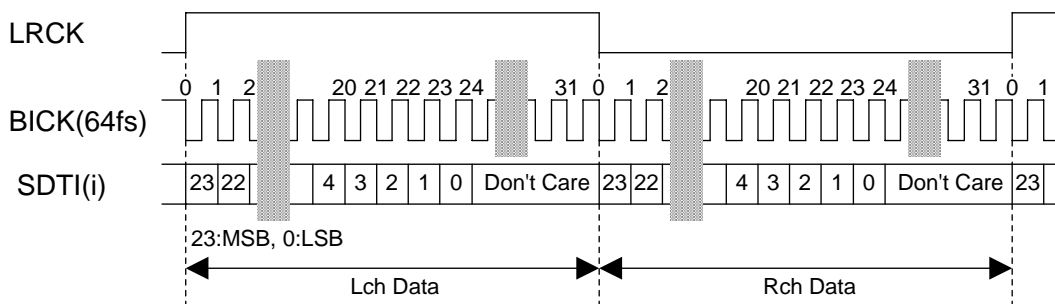 LRCK
0 1 2 20 21 22 23 24 31 0 1 2 20 21 22 23 24 31 0 1
BICK(64fs)
SDTI(i) 23 22 4 3 2 1 0 Don't Care 23 22 4 3 2 1 0 Don't Care 23
23:MSB, 0:LSB
Lch Data Rch Data